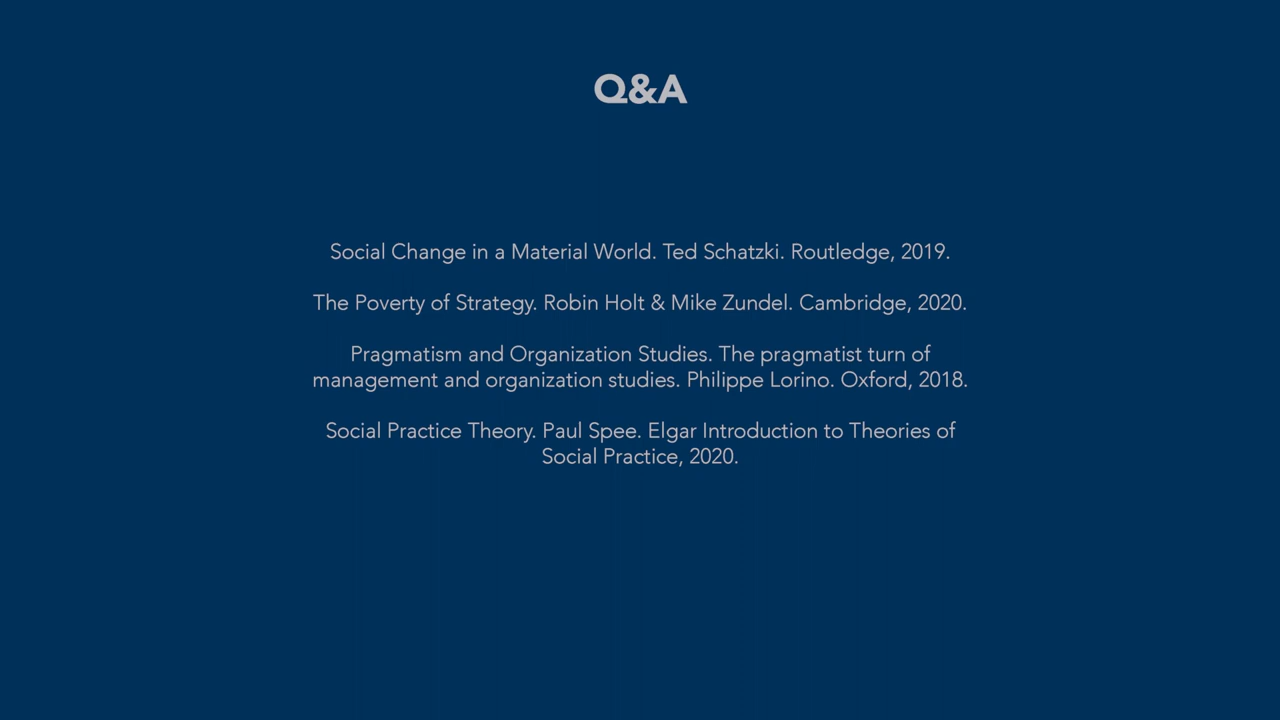 Q&A
Social Change in a Material World. Ted Schatzki. Routledge, 2019.
The Poverty of Strategy. Robin Holt & Mike Zundel. Cambridge, 2020.
Pragmatism and Organization Studies. The pragmatist turn of
management and organization studies. Philippe Lorino. Oxford, 2018.
Social Practice Theory. Paul Spee. Elgar Introduction to Theories of
Social Practice, 2020.